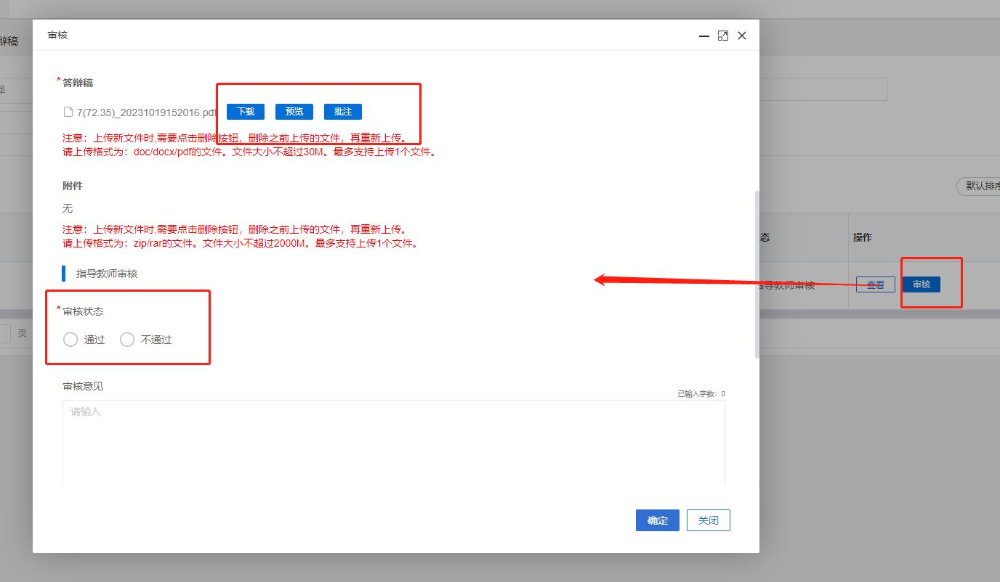 审核
辩稿
*答辩稿
择
7(72.35)_20231019152016.pdf
下载 预览 批注
注意：上传新文件时,需要点击删除按钮，删除之前上传的文件，再重新上传。
请上传格式为：doc/docx/pdf的文件。文件大小不超过30M。最多支持上传1个文件。
附件
默认排序
无
注意：上传新文件时,需要点击删除按钮，删除之前上传的文件，再重新上传。
请上传格式为：zip/rar的文件。文件大小不超过2000M。最多支持上传1个文件。
态 操作
指导教师审核
指导教师审核 查看 审核
*审核状态
页
通过 不通过
审核意见
已输入字数：0
请输入
确定 关闭